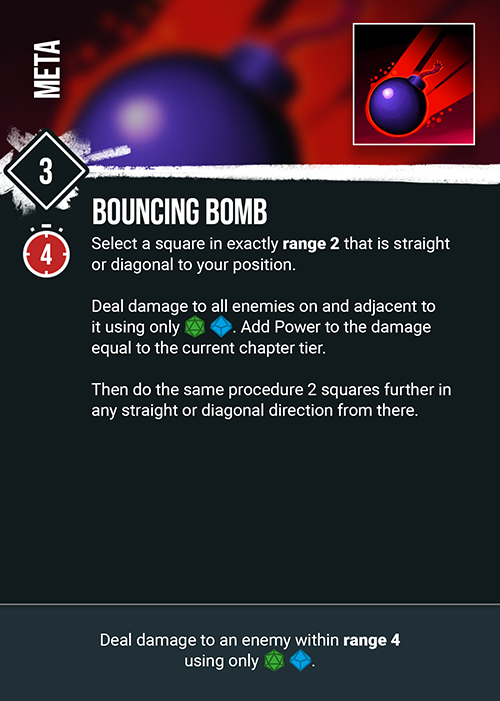 META
3
BOUNCING BOMB
4
Select a square in exactly range 2 that is straight
or diagonal to your position.
Deal damage to all enemies on and adjacent to
it using only . Add Power to the damage
equal to the current chapter tier.
Then do the same procedure 2 squares further in
any straight or diagonal direction from there.
Deal damage to an enemy within range 4
using only .